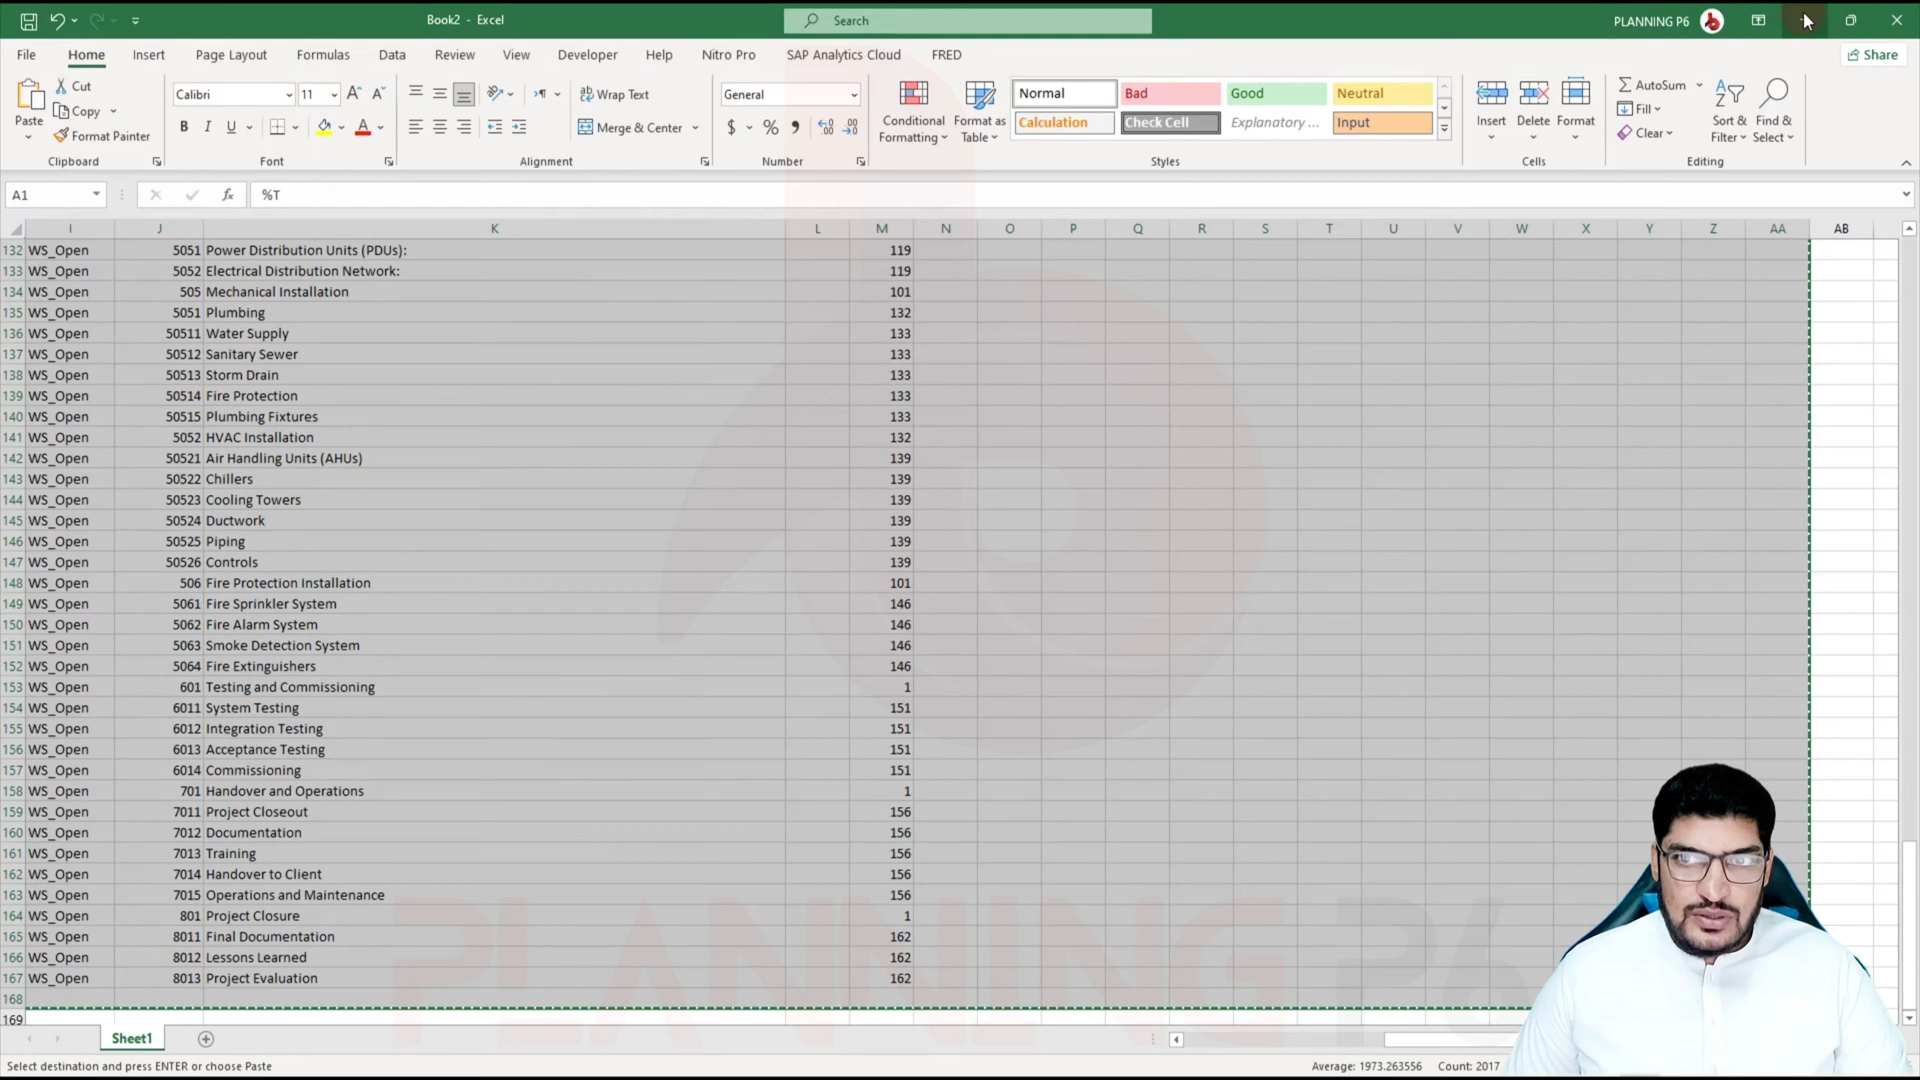 Book2 - Excel
Search
PLANNING P6
File Home Insert Page Layout Formulas Data Review View Developer Help Nitro Pro SAP Analytics Cloud FRED
Share
Paste
Cut
Copy
Format Painter
Clipboard
Calibri 11
B I U
Font
Wrap Text
Merge & Center
Alignment
General
$ %
Number
Conditional Formatting
Format as Table
Normal Bad Good Neutral
Calculation Check Cell Explanatory ... Input
Styles
Insert Delete Format
Cells
AutoSum
Fill
Clear
Sort & Filter
Find & Select
Editing
A1 fx %T
I J K L M N O P Q R S T U V W X Y Z AA AB
132 WS_Open 5051 Power Distribution Units (PDUs): 119
133 WS_Open 5052 Electrical Distribution Network: 119
134 WS_Open 505 Mechanical Installation 101
135 WS_Open 5051 Plumbing 132
136 WS_Open 50511 Water Supply 133
137 WS_Open 50512 Sanitary Sewer 133
138 WS_Open 50513 Storm Drain 133
139 WS_Open 50514 Fire Protection 133
140 WS_Open 50515 Plumbing Fixtures 133
141 WS_Open 5052 HVAC Installation 132
142 WS_Open 50521 Air Handling Units (AHUs) 139
143 WS_Open 50522 Chillers 139
144 WS_Open 50523 Cooling Towers 139
145 WS_Open 50524 Ductwork 139
146 WS_Open 50525 Piping 139
147 WS_Open 50526 Controls 139
148 WS_Open 506 Fire Protection Installation 101
149 WS_Open 5061 Fire Sprinkler System 146
150 WS_Open 5062 Fire Alarm System 146
151 WS_Open 5063 Smoke Detection System 146
152 WS_Open 5064 Fire Extinguishers 146
153 WS_Open 601 Testing and Commissioning 1
154 WS_Open 6011 System Testing 151
155 WS_Open 6012 Integration Testing 151
156 WS_Open 6013 Acceptance Testing 151
157 WS_Open 6014 Commissioning 151
158 WS_Open 701 Handover and Operations 1
159 WS_Open 7011 Project Closeout 156
160 WS_Open 7012 Documentation 156
161 WS_Open 7013 Training 156
162 WS_Open 7014 Handover to Client 156
163 WS_Open 7015 Operations and Maintenance 156
164 WS_Open 801 Project Closure 1
165 WS_Open 8011 Final Documentation 162
166 WS_Open 8012 Lessons Learned 162
167 WS_Open 8013 Project Evaluation 162
168
169
PLANNING P6
Sheet1
Select destination and press ENTER or choose Paste
Average: 1973.263556 Count: 2017